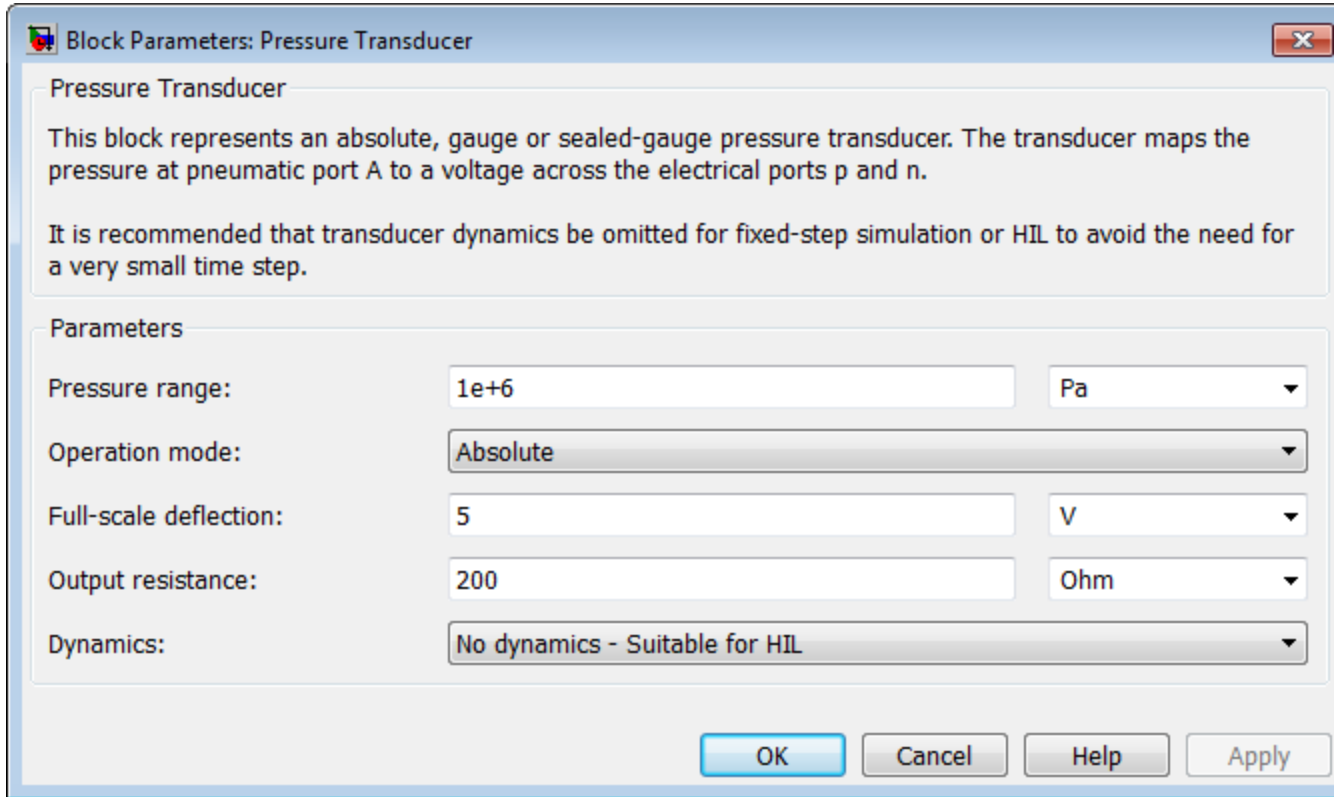 Block Parameters: Pressure Transducer
Pressure Transducer
This block represents an absolute, gauge or sealed-gauge pressure transducer. The transducer maps the
pressure at pneumatic port A to a voltage across the electrical ports p and n.
It is recommended that transducer dynamics be omitted for fixed-step simulation or HIL to avoid the need for
a very small time step.
Parameters
Pressure range: 1e+6 Pa
Operation mode: Absolute
Full-scale deflection: 5 V
Output resistance: 200 Ohm
Dynamics: No dynamics - Suitable for HIL
OK Cancel Help Apply